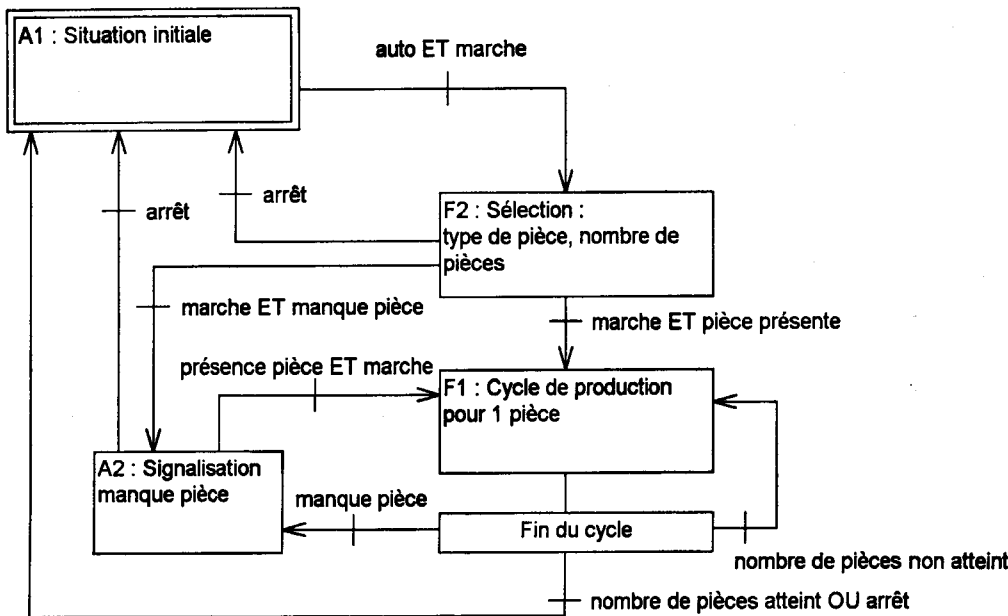 A1 : Situation initiale
auto ET marche
arrêt
arrêt
F2 : Sélection :
type de pièce, nombre de
pièces
marche ET manque pièce
marche ET pièce présente
présence pièce ET marche
F1 : Cycle de production
pour 1 pièce
A2 : Signalisation
manque pièce
manque pièce
Fin du cycle
nombre de pièces non atteint
nombre de pièces atteint OU arrêt